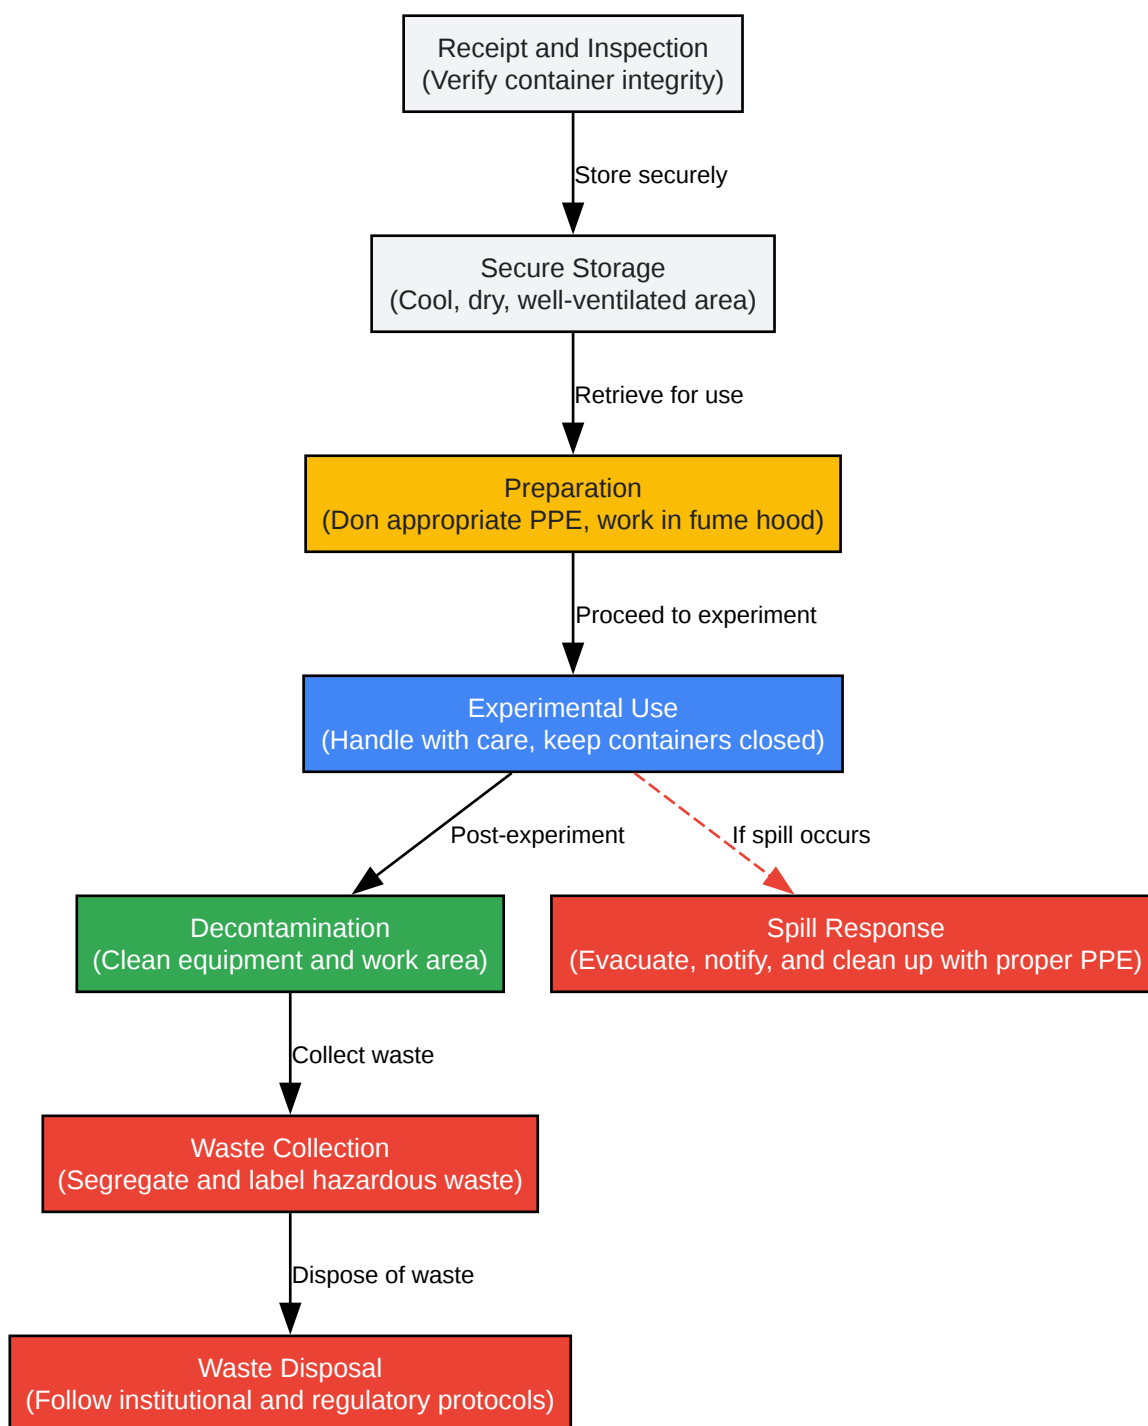 Receipt and Inspection
(Verify container integrity)
Store securely
Secure Storage
(Cool, dry, well-ventilated area)
Retrieve for use
Preparation
(Don appropriate PPE, work in fume hood)
Proceed to experiment
Experimental Use
(Handle with care, keep containers closed)
Post-experiment
If spill occurs
Decontamination
(Clean equipment and work area)
Spill Response
(Evacuate, notify, and clean up with proper PPE)
Collect waste
Waste Collection
(Segregate and label hazardous waste)
Dispose of waste
Waste Disposal
(Follow institutional and regulatory protocols)